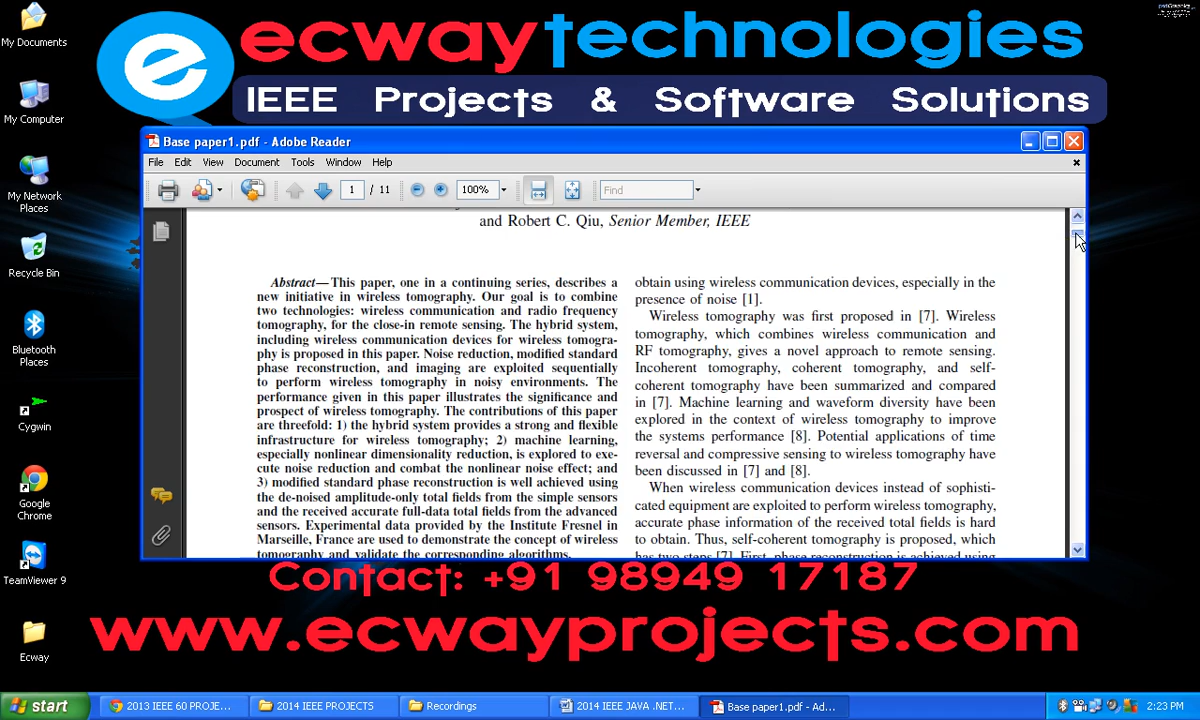 My Documents
My Computer
My Network
Places
Recycle Bin
Bluetooth
Places
Cygwin
Google
Chrome
TeamViewer 9
Ecway
e
ecway technologies
IEEE Projects & Software Solutions
Base paper1.pdf - Adobe Reader
File Edit View Document Tools Window Help
1 / 11 100% Find
and Robert C. Qiu, Senior Member, IEEE
Abstract—This paper, one in a continuing series, describes a
new initiative in wireless tomography. Our goal is to combine
two technologies: wireless communication and radio frequency
tomography, for the close-in remote sensing. The hybrid system,
including wireless communication devices for wireless tomogra-
phy is proposed in this paper. Noise reduction, modified standard
phase reconstruction, and imaging are exploited sequentially
to perform wireless tomography in noisy environments. The
performance given in this paper illustrates the significance and
prospect of wireless tomography. The contributions of this paper
are threefold: 1) the hybrid system provides a strong and flexible
infrastructure for wireless tomography; 2) machine learning,
especially nonlinear dimensionality reduction, is explored to exe-
cute noise reduction and combat the nonlinear noise effect; and
3) modified standard phase reconstruction is well achieved using
the de-noised amplitude-only total fields from the simple sensors
and the received accurate full-data total fields from the advanced
sensors. Experimental data provided by the Institute Fresnel in
Marseille, France are used to demonstrate the concept of wireless
tomography and validate the corresponding algorithms.
obtain using wireless communication devices, especially in the
presence of noise [1].
Wireless tomography was first proposed in [7]. Wireless
tomography, which combines wireless communication and
RF tomography, gives a novel approach to remote sensing.
Incoherent tomography, coherent tomography, and self-
coherent tomography have been summarized and compared
in [7]. Machine learning and waveform diversity have been
explored in the context of wireless tomography to improve
the systems performance [8]. Potential applications of time
reversal and compressive sensing to wireless tomography have
been discussed in [7] and [8].
When wireless communication devices instead of sophisti-
cated equipment are exploited to perform wireless tomography,
accurate phase information of the received total fields is hard
to obtain. Thus, self-coherent tomography is proposed, which
has two steps [7]. First, phase reconstruction is achieved using
Contact: +91 98949 17187
www.ecwayprojects.com
start 2013 IEEE 60 PROJE... 2014 IEEE PROJECTS Recordings 2014 IEEE JAVA .NET... Base paper1.pdf - Ad... 2:23 PM